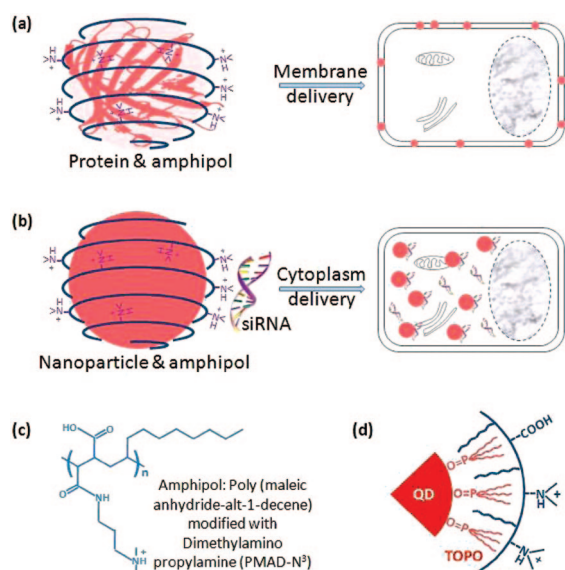 (a)
Membrane
delivery
Protein & amphipol
(b)
Cytoplasm
delivery
siRNA
Nanoparticle & amphipol
(c)
HO
O
n
O
NH
HN+
Amphipol: Poly (maleic
anhydride-alt-1-decene)
modified with
Dimethylamino
propylamine (PMAD-N³)
(d)
COOH
O=P
QD
O=P
N+
H
O=P
TOPO
N+
H